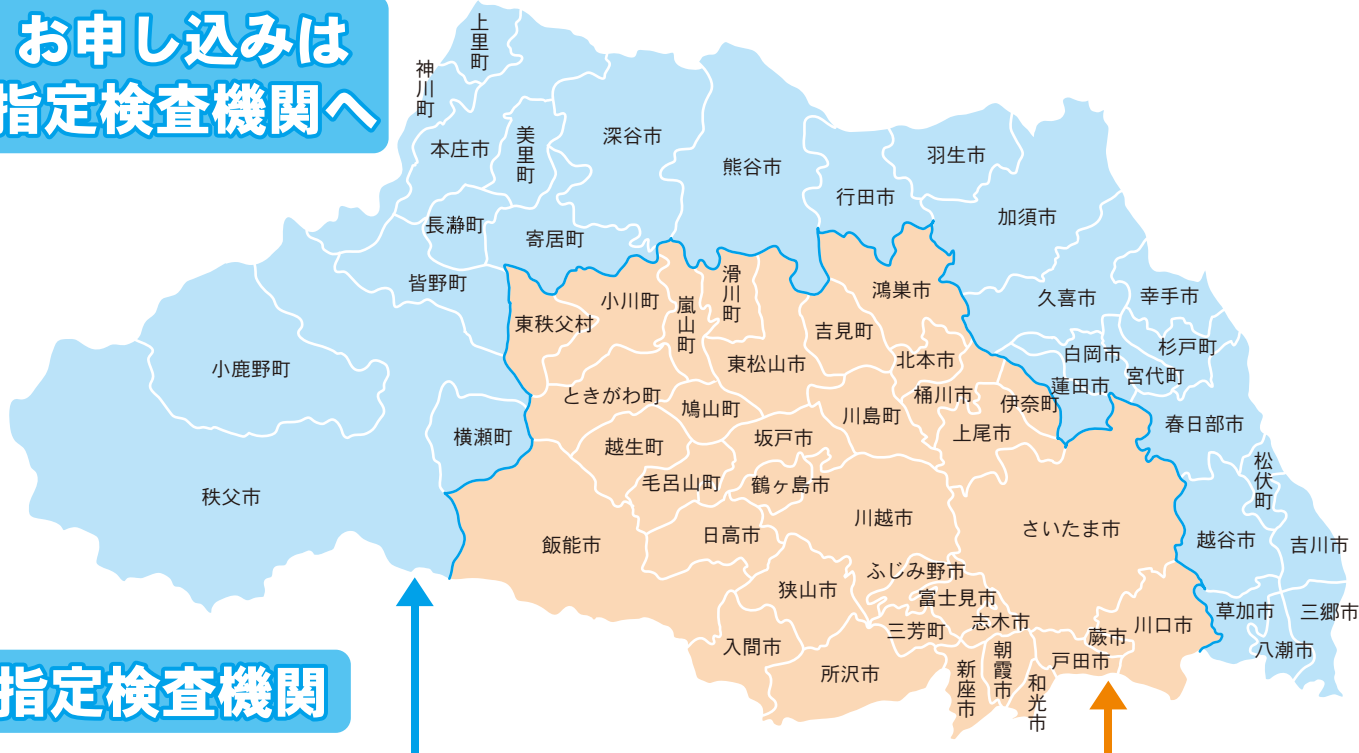 お申し込みは
指定検査機関へ
上里町
神川町
本庄市
美里町
深谷市
熊谷市
行田市
羽生市
加須市
長瀞町
寄居町
皆野町
小鹿野町
横瀬町
秩父市
久喜市
幸手市
白岡市
杉戸町
蓮田市
宮代町
春日部市
松伏町
越谷市
吉川市
草加市
三郷市
八潮市
東秩父村
小川町
嵐山町
滑川町
吉見町
鴻巣市
東松山市
北本市
ときがわ町
鳩山町
川島町
桶川市
伊奈町
上尾市
越生町
坂戸市
毛呂山町
鶴ヶ島市
川越市
さいたま市
飯能市
日高市
狭山市
ふじみ野市
富士見市
志木市
三芳町
入間市
所沢市
新座市
朝霞市
和光市
戸田市
蕨市
川口市
指定検査機関